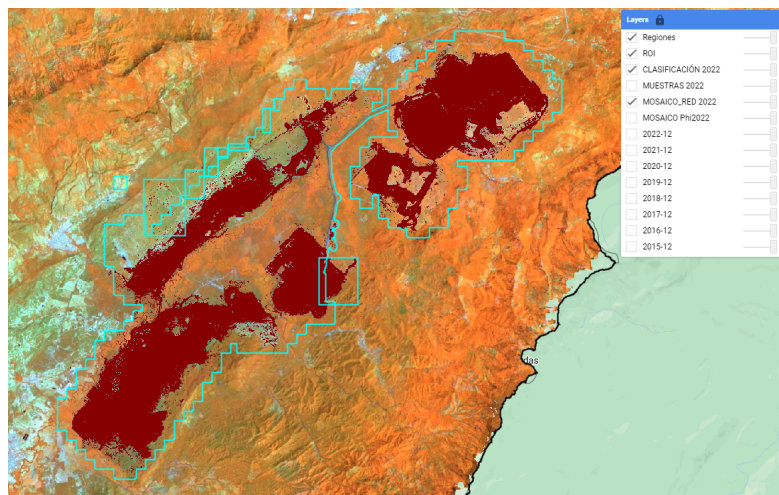 Layers
Regiones
ROI
CLASIFICACIÓN 2022
MUESTRAS 2022
MOSAICO_RED 2022
MOSAICO Phi2022
2022-12
2021-12
2020-12
2019-12
2018-12
2017-12
2016-12
2015-12
das